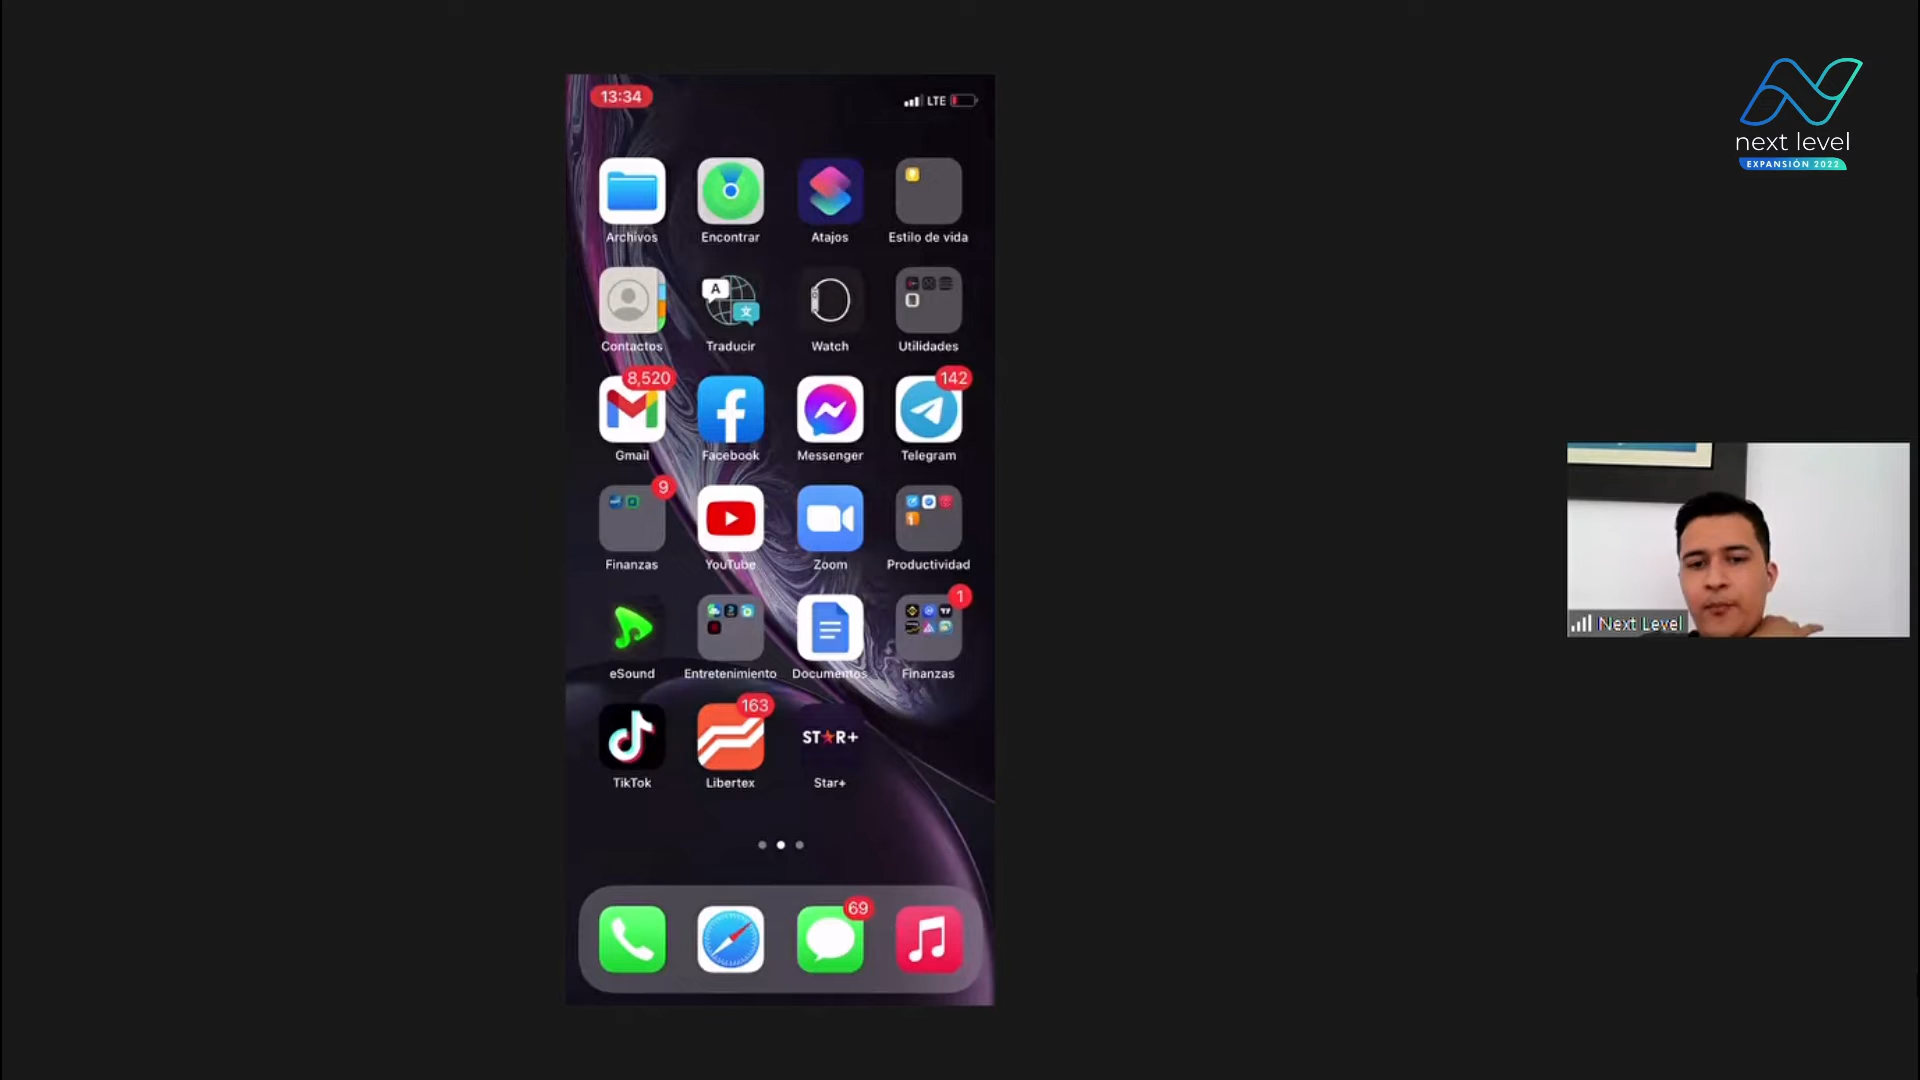 next level
EXPANSIÓN 2022
13:34
LTE
Archivos
Encontrar
Atajos
Estilo de vida
A
文
Contactos
Traducir
Watch
Utilidades
8,520
142
Gmail
Facebook
Messenger
Telegram
9
Finanzas
YouTube
Zoom
Productividad
1
eSound
Entretenimiento
Documentos
Finanzas
163
STAR+
TikTok
Libertex
Star+
69
Next Level